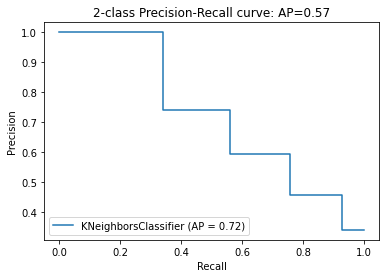 2-class Precision-Recall curve: AP=0.57
1.0
0.9
0.8
0.7
0.6
0.5
0.4
Precision
KNeighborsClassifier (AP = 0.72)
0.0 0.2 0.4 0.6 0.8 1.0
Recall